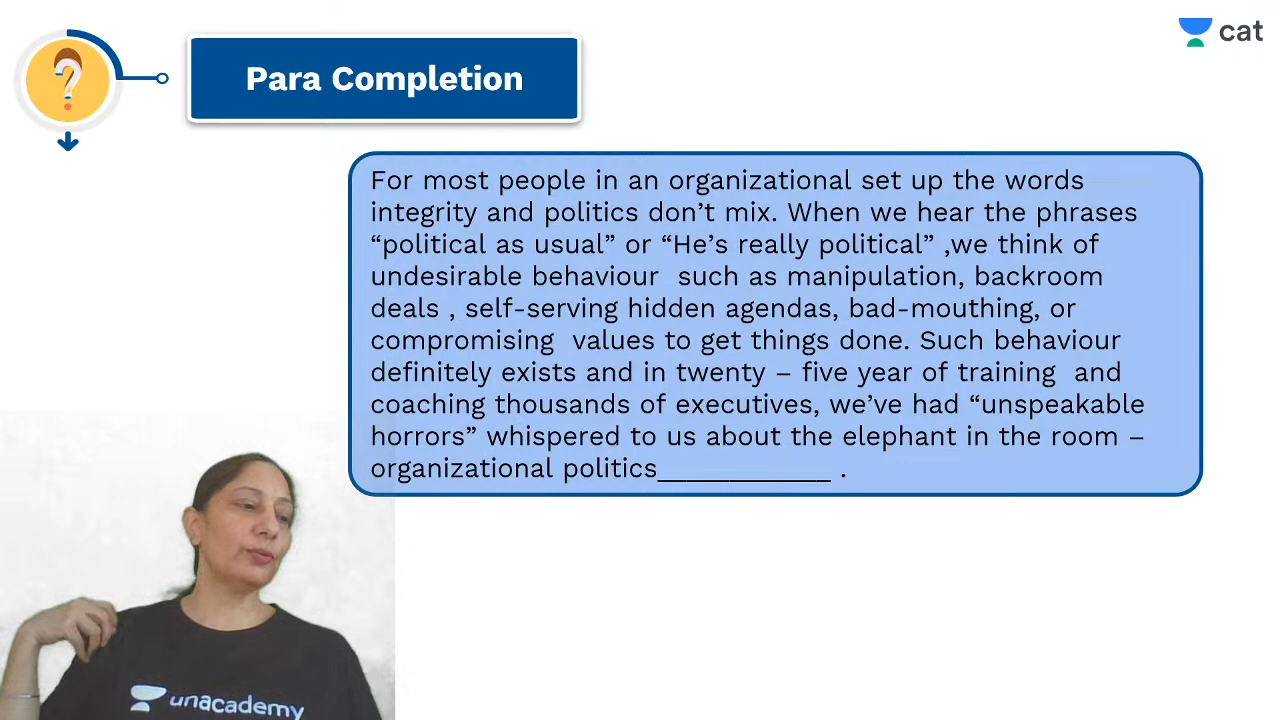 cat
Para Completion
For most people in an organizational set up the words
integrity and politics don’t mix. When we hear the phrases
“political as usual” or “He’s really political” ,we think of
undesirable behaviour  such as manipulation, backroom
deals , self-serving hidden agendas, bad-mouthing, or
compromising  values to get things done. Such behaviour
definitely exists and in twenty – five year of training  and
coaching thousands of executives, we’ve had “unspeakable
horrors” whispered to us about the elephant in the room –
organizational politics____________ .
unacademy